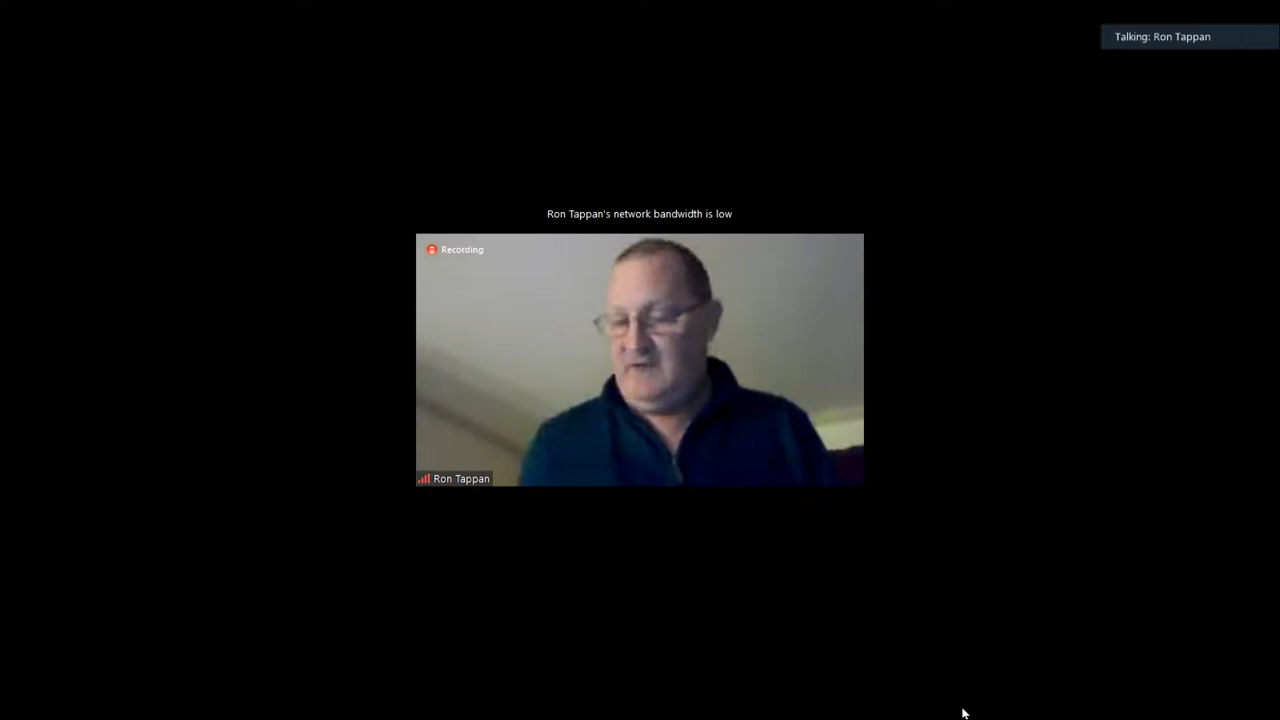 Talking: Ron Tappan
Ron Tappan's network bandwidth is low
Recording
Ron Tappan